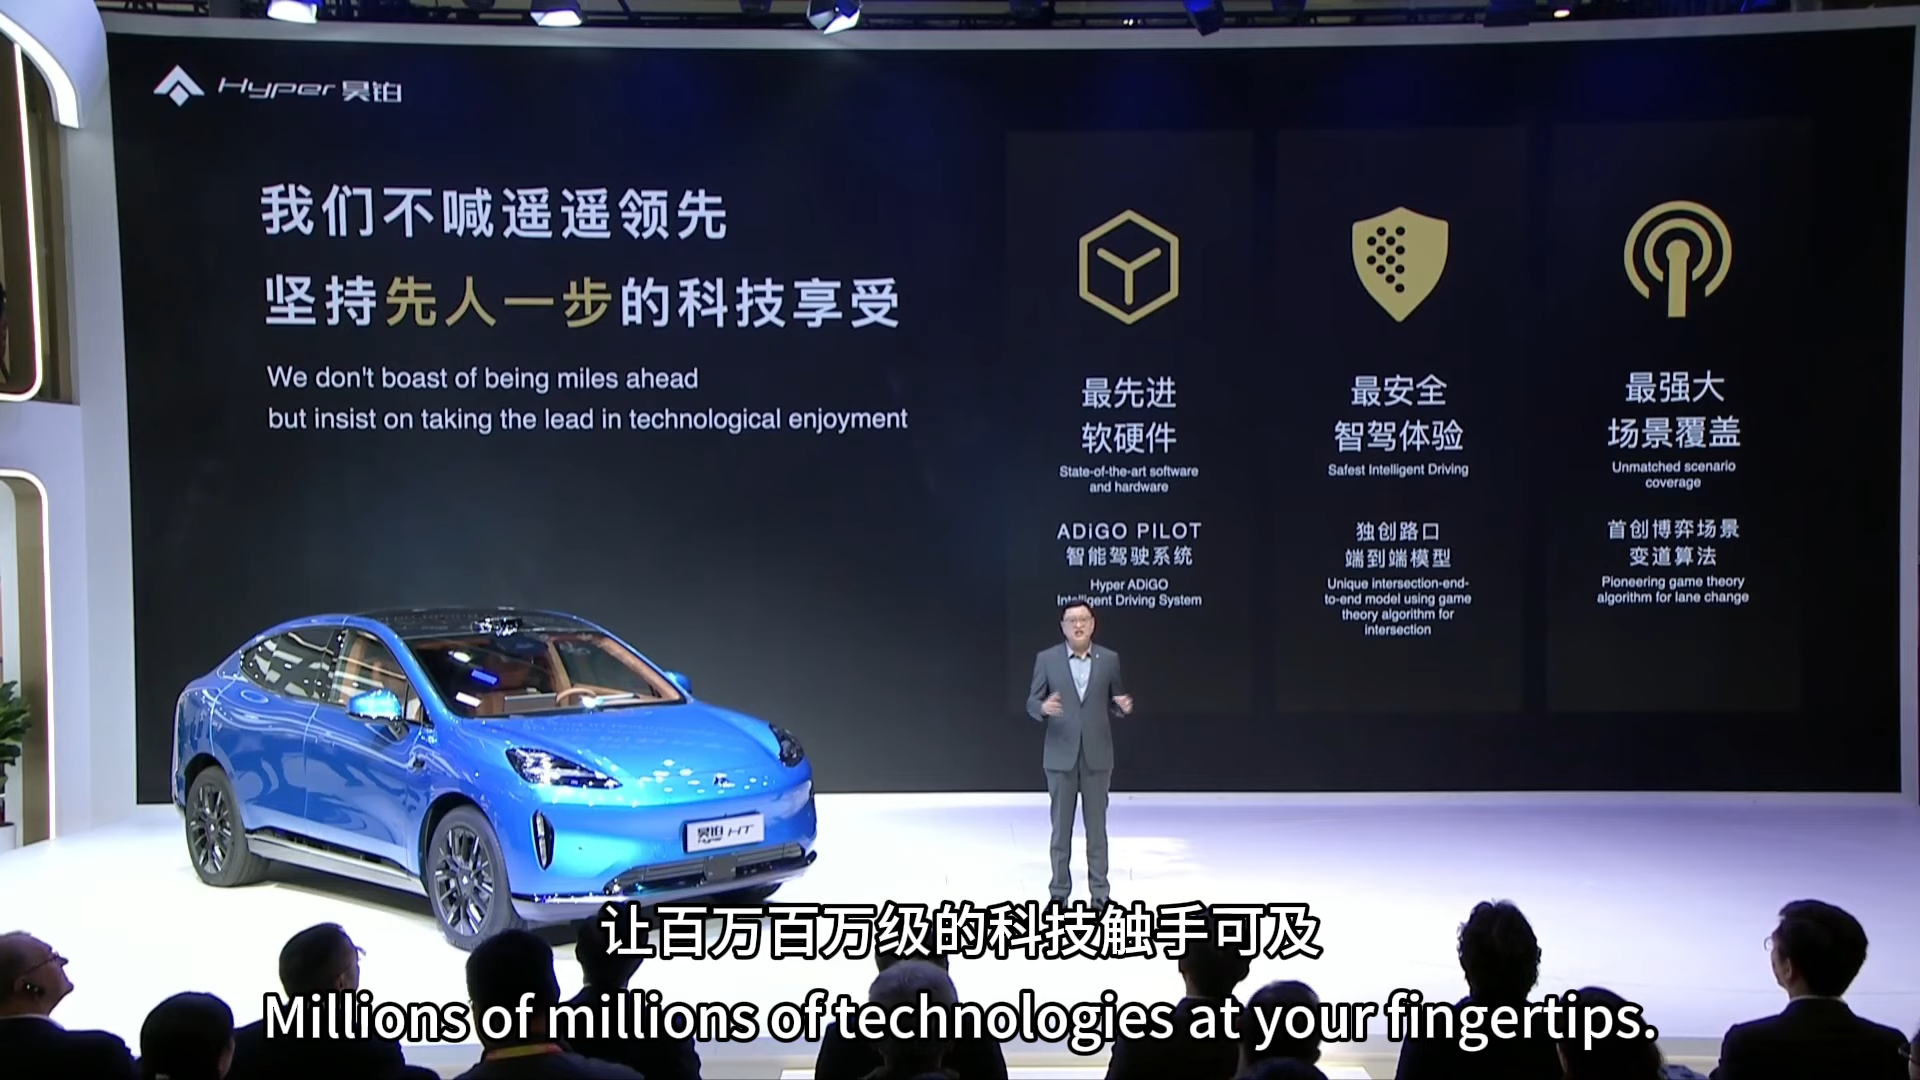 Hyper 昊铂
我们不喊遥遥领先
坚持先人一步的科技享受
We don't boast of being miles ahead
but insist on taking the lead in technological enjoyment
最先进
软硬件
State-of-the-art software
and hardware
ADiGO PILOT
智能驾驶系统
Hyper ADiGO
Intelligent Driving System
最安全
智驾体验
Safest Intelligent Driving
独创路口
端到端模型
Unique intersection-end-
to-end model using game
theory algorithm for
intersection
最强大
场景覆盖
Unmatched scenario
coverage
首创博弈场景
变道算法
Pioneering game theory
algorithm for lane change
昊铂 HT
Hyper
让百万百万级的科技触手可及
Millions of millions of technologies at your fingertips.